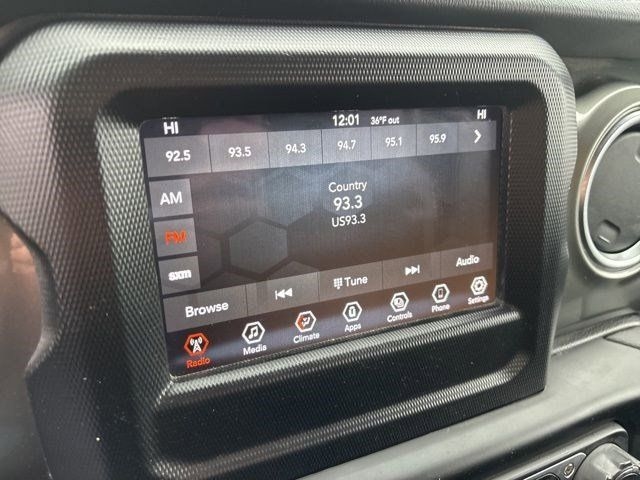 HI 12:01 36°F out HI
92.5 93.5 94.3 94.7 95.1 95.9
AM
Country
93.3
US93.3
FM
sxm
Browse Tune Audio
Radio Media Climate Apps Controls Phone Settings